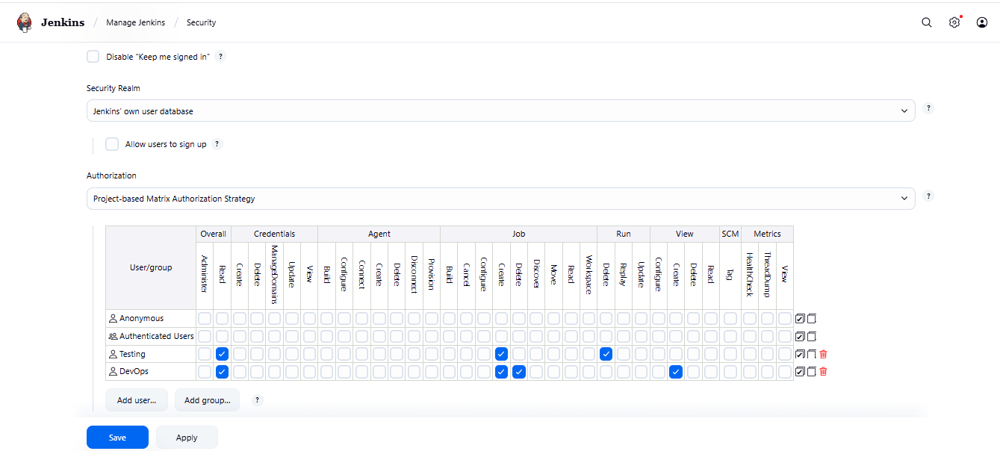 Jenkins / Manage Jenkins / Security
Disable "Keep me signed in" ?
Security Realm
Jenkins' own user database ?
Allow users to sign up ?
Authorization
Project-based Matrix Authorization Strategy ?
User/group Overall Credentials Agent Job Run View SCM Metrics
Administer Read Create Delete ManageDomains Update View Build Configure Connect Create Delete Disconnect Provision Build Cancel Configure Create Delete Discover Move Read Workspace Delete Replay Update Configure Create Delete Read Tag HealthCheck ThreadDump View
Anonymous
Authenticated Users
Testing
DevOps
Add user... Add group... ?
Save Apply